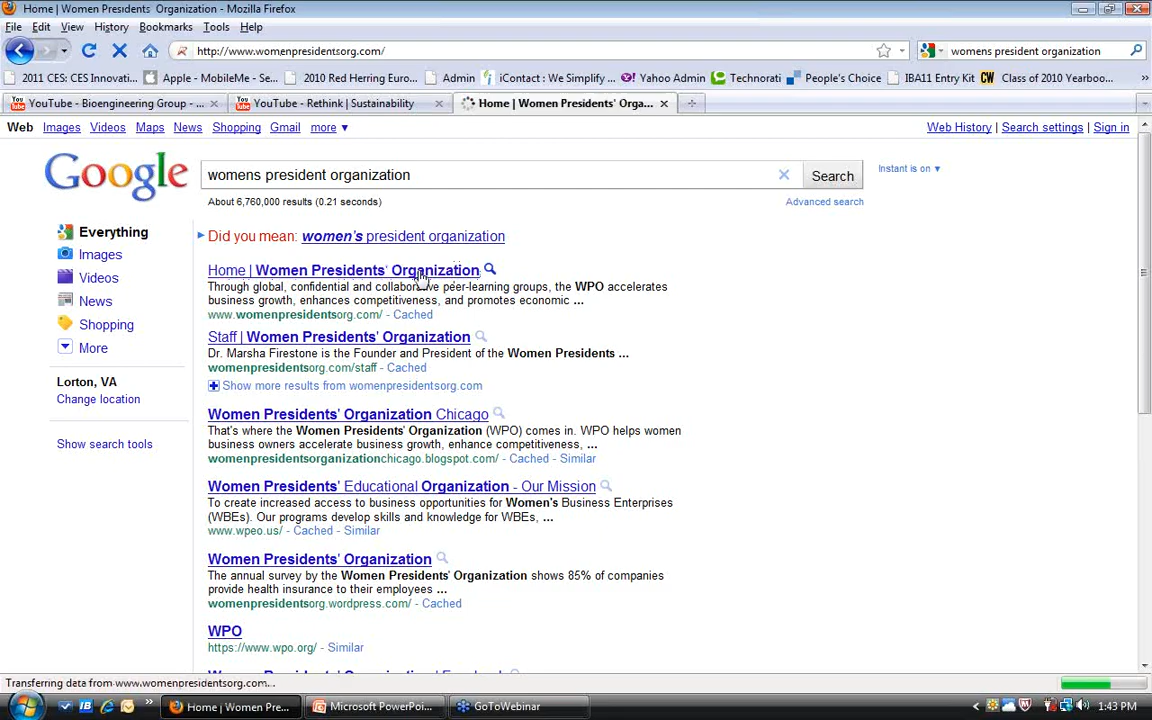 Home | Women Presidents Organization - Mozilla Firefox
File Edit View History Bookmarks Tools Help
http://www.womenpresidentsorg.com/
womens president organization
2011 CES: CES Innovati... Apple - MobileMe - Se... 2010 Red Herring Euro... Admin iContact : We Simplify ... Yahoo Admin Technorati People's Choice IBA11 Entry Kit Class of 2010 Yearboo... »
YouTube - Bioengineering Group - ... YouTube - Rethink | Sustainability Home | Women Presidents' Orga...
Web Images Videos Maps News Shopping Gmail more ▼ Web History | Search settings | Sign in
Google womens president organization Search Instant is on ▼
About 6,760,000 results (0.21 seconds) Advanced search
Everything
Images
Videos
News
Shopping
More
Lorton, VA
Change location
Show search tools
Did you mean: women's president organization
Home | Women Presidents' Organization
Through global, confidential and collaborative peer-learning groups, the WPO accelerates
business growth, enhances competitiveness, and promotes economic ...
www.womenpresidentsorg.com/ - Cached
Staff | Women Presidents' Organization
Dr. Marsha Firestone is the Founder and President of the Women Presidents ...
womenpresidentsorg.com/staff - Cached
Show more results from womenpresidentsorg.com
Women Presidents' Organization Chicago
That's where the Women Presidents' Organization (WPO) comes in. WPO helps women
business owners accelerate business growth, enhance competitiveness, ...
womenpresidentsorganizationchicago.blogspot.com/ - Cached - Similar
Women Presidents' Educational Organization - Our Mission
To create increased access to business opportunities for Women's Business Enterprises
(WBEs). Our programs develop skills and knowledge for WBEs, ...
www.wpeo.us/ - Cached - Similar
Women Presidents' Organization
The annual survey by the Women Presidents' Organization shows 85% of companies
provide health insurance to their employees ...
womenpresidentsorg.wordpress.com/ - Cached
WPO
https://www.wpo.org/ - Similar
Transferring data from www.womenpresidentsorg.com...
Home | Women Pre... Microsoft PowerPoi... GoToWebinar 1:43 PM